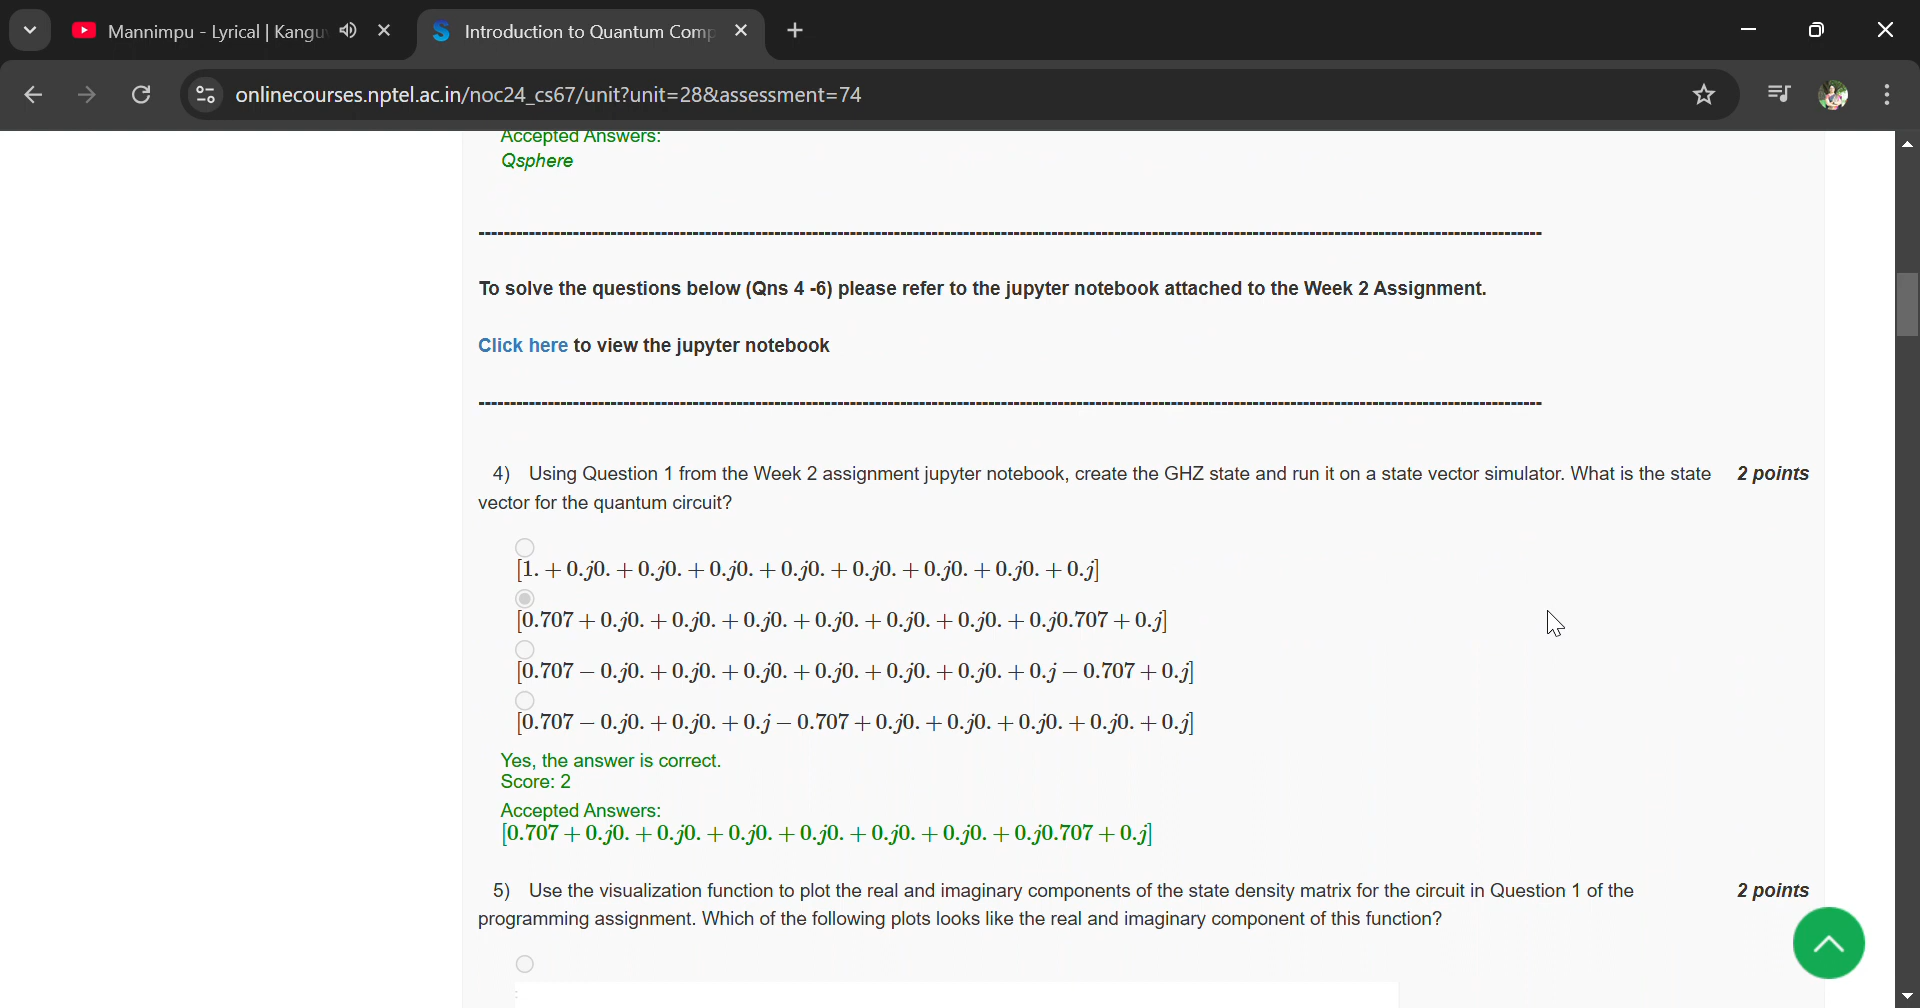 Mannimpu - Lyrical | Kangu
Introduction to Quantum Comp
onlinecourses.nptel.ac.in/noc24_cs67/unit?unit=28&assessment=74
Accepted Answers:
Qsphere
To solve the questions below (Qns 4 -6) please refer to the jupyter notebook attached to the Week 2 Assignment.
Click here to view the jupyter notebook
4) Using Question 1 from the Week 2 assignment jupyter notebook, create the GHZ state and run it on a state vector simulator. What is the state 2 points
vector for the quantum circuit?
[1. + 0.j0. + 0.j0. + 0.j0. + 0.j0. + 0.j0. + 0.j0. + 0.j0. + 0.j]
[0.707 + 0.j0. + 0.j0. + 0.j0. + 0.j0. + 0.j0. + 0.j0. + 0.j0.707 + 0.j]
[0.707 − 0.j0. + 0.j0. + 0.j0. + 0.j0. + 0.j0. + 0.j0. + 0.j − 0.707 + 0.j]
[0.707 − 0.j0. + 0.j0. + 0.j − 0.707 + 0.j0. + 0.j0. + 0.j0. + 0.j0. + 0.j]
Yes, the answer is correct.
Score: 2
Accepted Answers:
[0.707 + 0.j0. + 0.j0. + 0.j0. + 0.j0. + 0.j0. + 0.j0. + 0.j0.707 + 0.j]
5) Use the visualization function to plot the real and imaginary components of the state density matrix for the circuit in Question 1 of the 2 points
programming assignment. Which of the following plots looks like the real and imaginary component of this function?